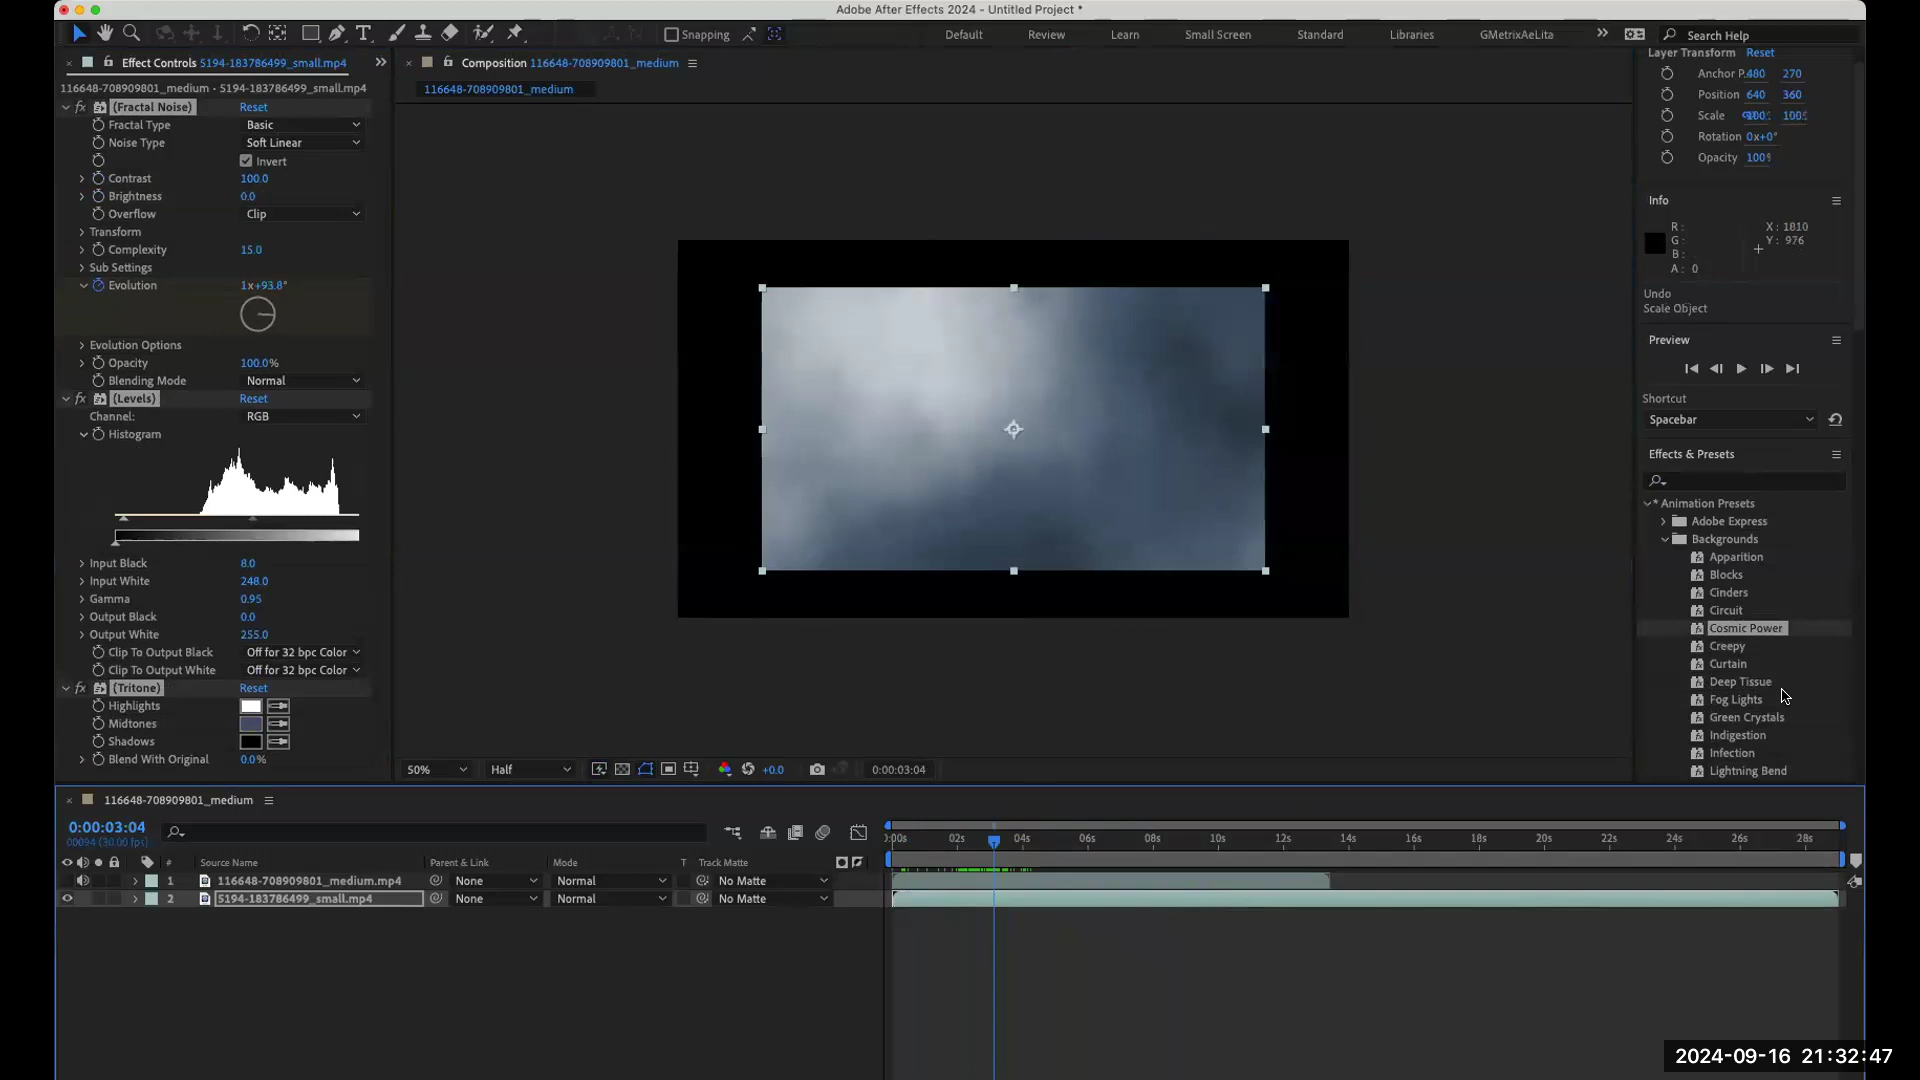 Adobe After Effects 2024 - Untitled Project *
T
Snapping
Default
Review
Learn
Small Screen
Standard
Libraries
GMetrixAeLita
Search Help
Effect Controls 5194-183786499_small.mp4
116648-708909801_medium • 5194-183786499_small.mp4
fx (Fractal Noise) Reset
Fractal Type Basic
Noise Type Soft Linear
Invert
Contrast 100.0
Brightness 0.0
Overflow Clip
Transform
Complexity 15.0
Sub Settings
Evolution 1x+93.8°
Evolution Options
Opacity 100.0%
Blending Mode Normal
fx (Levels) Reset
Channel: RGB
Histogram
Input Black 8.0
Input White 248.0
Gamma 0.95
Output Black 0.0
Output White 255.0
Clip To Output Black Off for 32 bpc Color
Clip To Output White Off for 32 bpc Color
fx (Tritone) Reset
Highlights
Midtones
Shadows
Blend With Original 0.0%
Composition 116648-708909801_medium
116648-708909801_medium
50%
Half
+0.0
0:00:03:04
Layer Transform Reset
Anchor P. 480 270
Position 640 360
Scale 100 100
Rotation 0x+0°
Opacity 100
Info
R :
G :
B :
A : 0
X : 1810
Y : 976
Undo
Scale Object
Preview
Shortcut
Spacebar
Effects & Presets
* Animation Presets
Adobe Express
Backgrounds
Apparition
Blocks
Cinders
Circuit
Cosmic Power
Creepy
Curtain
Deep Tissue
Fog Lights
Green Crystals
Indigestion
Infection
Lightning Bend
116648-708909801_medium
0:00:03:04
00094 (30.00 fps)
# Source Name Parent & Link Mode T Track Matte
1 116648-708909801_medium.mp4 None Normal No Matte
2 5194-183786499_small.mp4 None Normal No Matte
):00s 02s 04s 06s 08s 10s 12s 14s 16s 18s 20s 22s 24s 26s 28s
2024-09-16 21:32:47